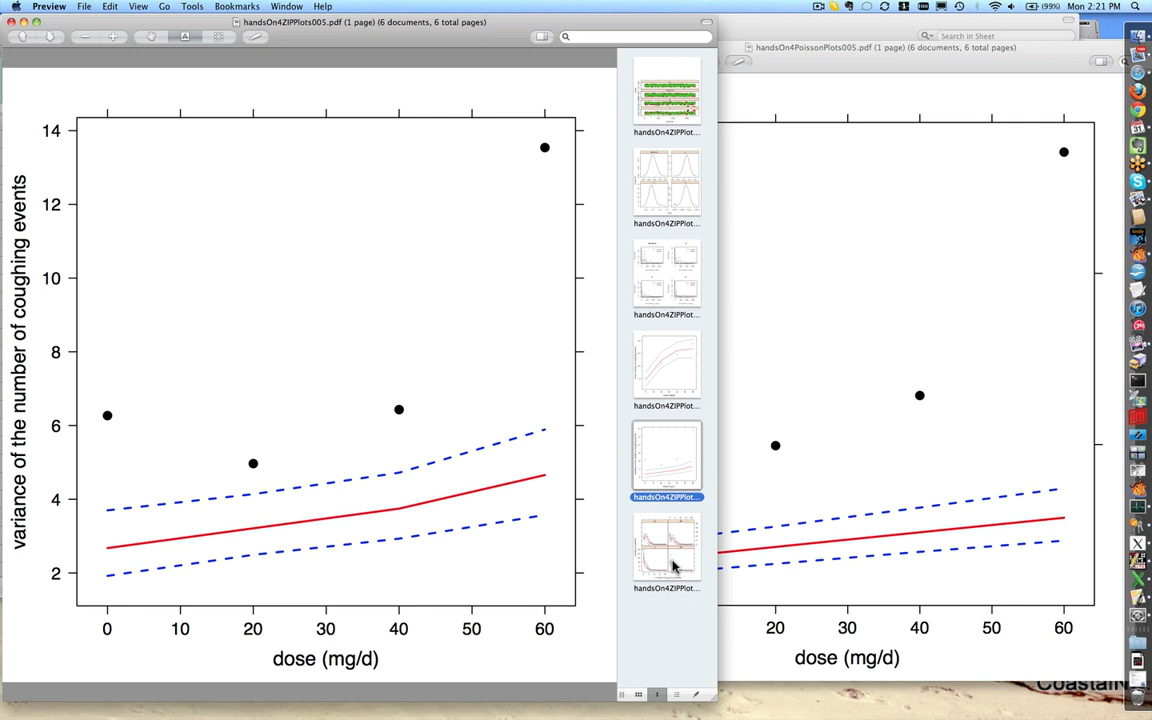 Preview File Edit View Go Tools Bookmarks Window Help
(99%) Mon 2:21 PM
handsOn4ZIPPlots005.pdf (1 page) (6 documents, 6 total pages)
Search in Sheet
handsOn4PoissonPlots005.pdf (1 page) (6 documents, 6 total pages)
variance of the number of coughing events
14
12
10
8
6
4
2
0 10 20 30 40 50 60
dose (mg/d)
handsOn4ZIPPlot...
handsOn4ZIPPlot...
handsOn4ZIPPlot...
handsOn4ZIPPlot...
handsOn4ZIPPlot...
handsOn4ZIPPlot...
20 30 40 50 60
dose (mg/d)